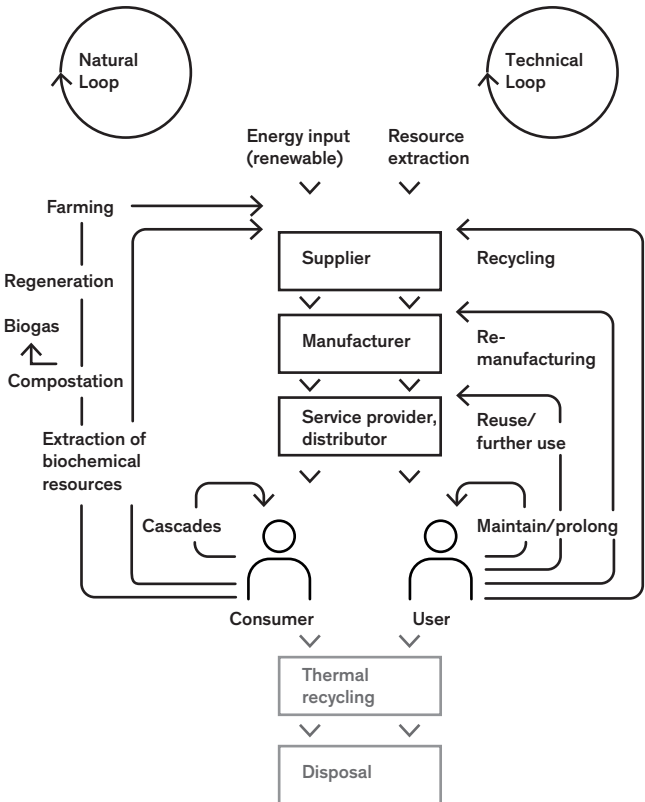 Natural
Loop
Technical
Loop
Energy input
(renewable)
Resource
extraction
Farming
Supplier
Recycling
Regeneration
Biogas
Manufacturer
Re-
manufacturing
Compostation
Service provider,
distributor
Reuse/
further use
Extraction of
biochemical
resources
Cascades
Maintain/prolong
Consumer
User
Thermal
recycling
Disposal